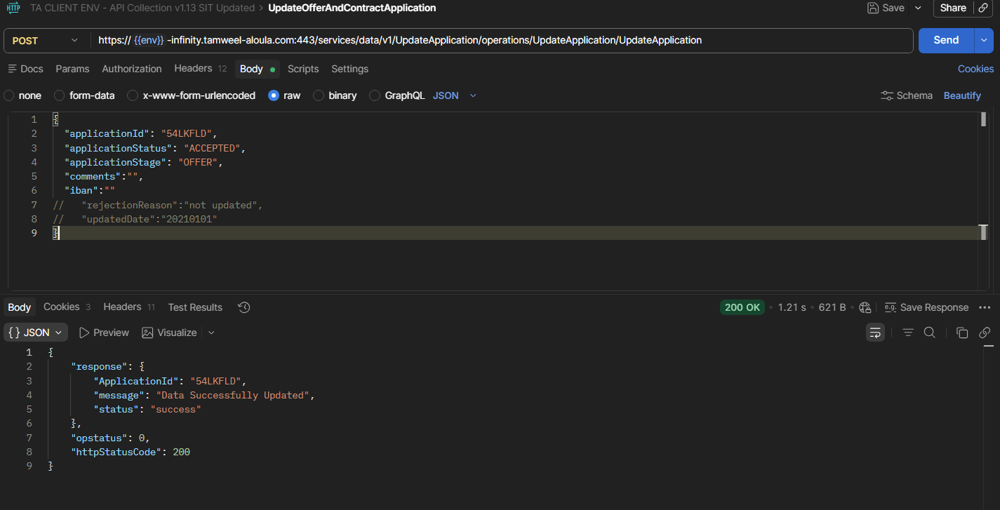 HTTP TA CLIENT ENV - API Collection v1.13 SIT Updated > UpdateOfferAndContractApplication Save Share
POST https:// {{env}} -infinity.tamweel-aloula.com:443/services/data/v1/UpdateApplication/operations/UpdateApplication/UpdateApplication Send
Docs Params Authorization Headers 12 Body Scripts Settings Cookies
none form-data x-www-form-urlencoded raw binary GraphQL JSON Schema Beautify
1 {
2 "applicationId": "54LKFLD",
3 "applicationStatus": "ACCEPTED",
4 "applicationStage": "OFFER",
5 "comments":"",
6 "iban":""
7 // "rejectionReason":"not updated",
8 // "updatedDate":"20210101"
9 }
Body Cookies 3 Headers 11 Test Results 200 OK • 1.21 s • 621 B • e.g. Save Response
{} JSON Preview Visualize
1 {
2 "response": {
3 "ApplicationId": "54LKFLD",
4 "message": "Data Successfully Updated",
5 "status": "success"
6 },
7 "opstatus": 0,
8 "httpStatusCode": 200
9 }